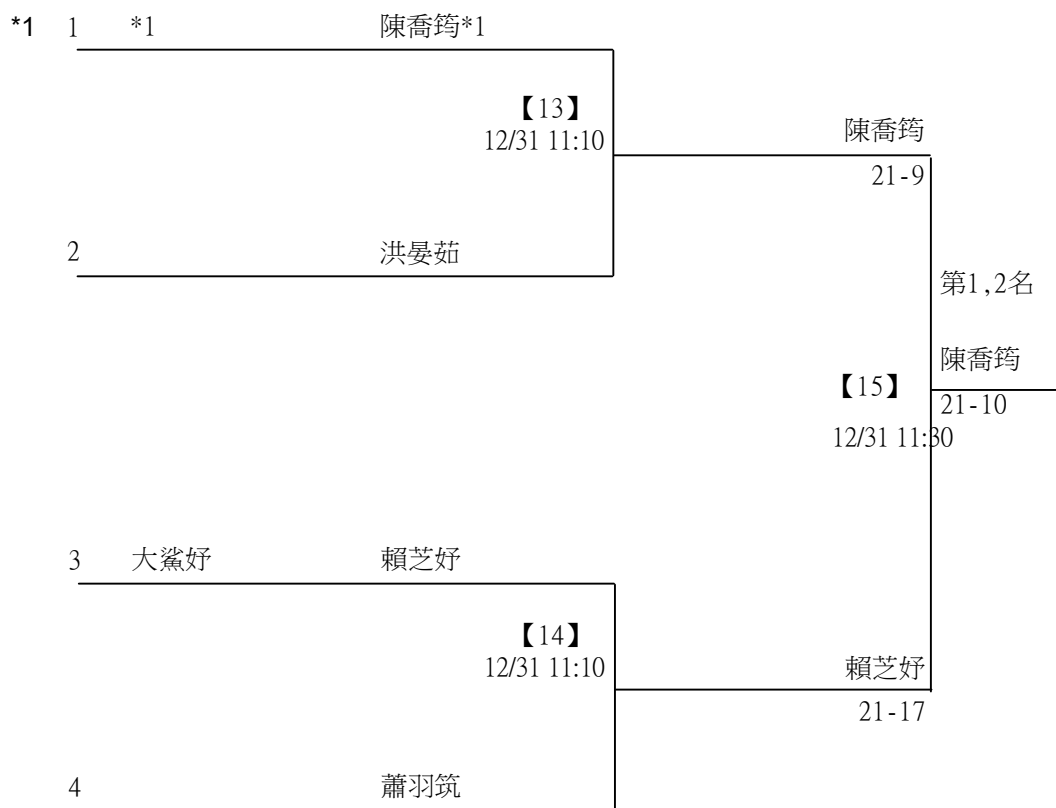 *1 1 *1 陳喬筠*1
【13】
12/31 11:10
陳喬筠
21-9
2 洪晏茹
第1,2名
陳喬筠
【15】
21-10
12/31 11:30
3 大鯊妤 賴芝妤
【14】
12/31 11:10
賴芝妤
21-17
4 蕭羽筑